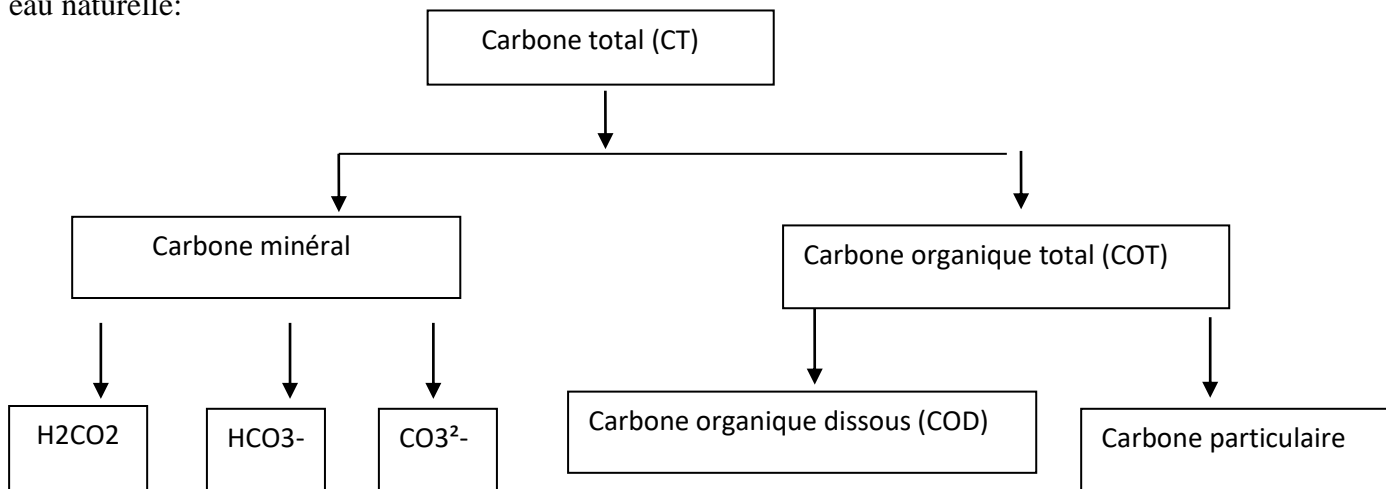 eau naturelle:
Carbone total (CT)
Carbone minéral
Carbone organique total (COT)
H2CO2
HCO3-
CO3²-
Carbone organique dissous (COD)
Carbone particulaire